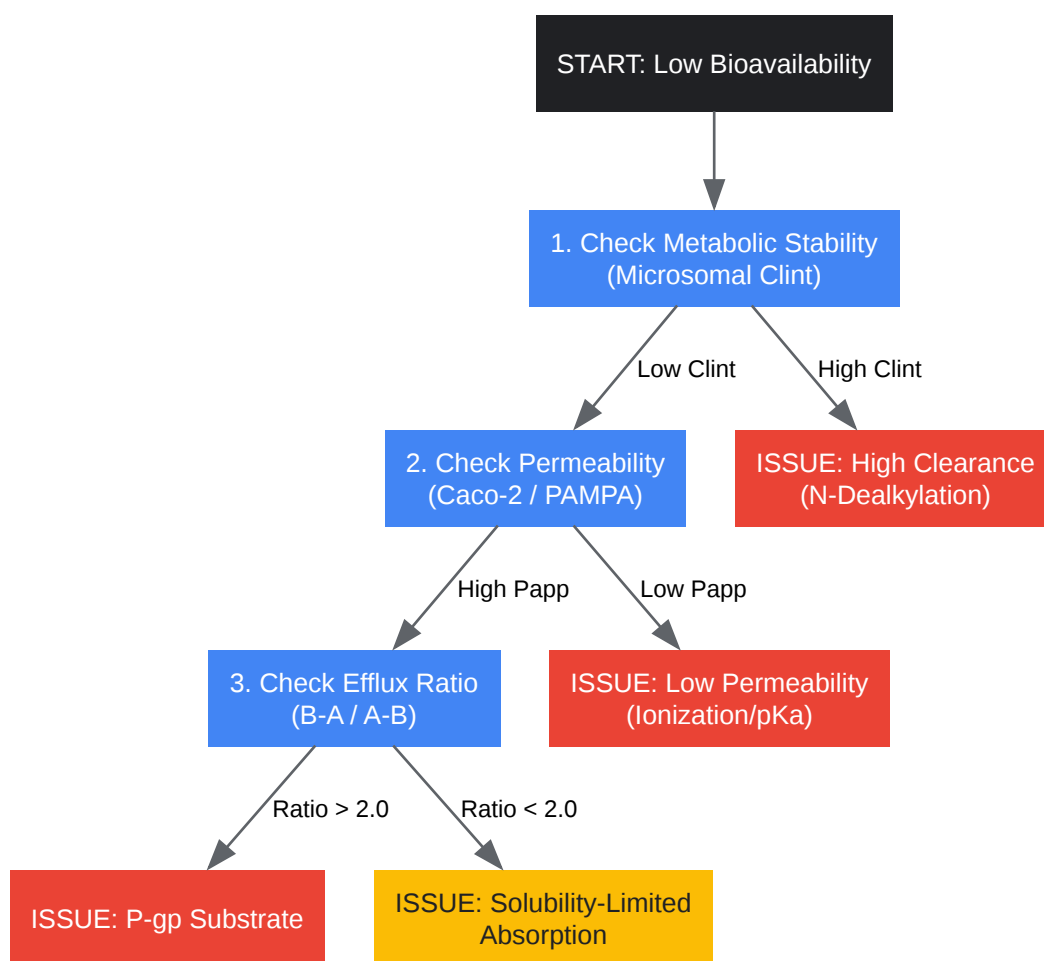 START: Low Bioavailability
1. Check Metabolic Stability
(Microsomal Clint)
Low Clint
High Clint
2. Check Permeability
(Caco-2 / PAMPA)
ISSUE: High Clearance
(N-Dealkylation)
High Papp
Low Papp
3. Check Efflux Ratio
(B-A / A-B)
ISSUE: Low Permeability
(Ionization/pKa)
Ratio > 2.0
Ratio < 2.0
ISSUE: P-gp Substrate
ISSUE: Solubility-Limited
Absorption